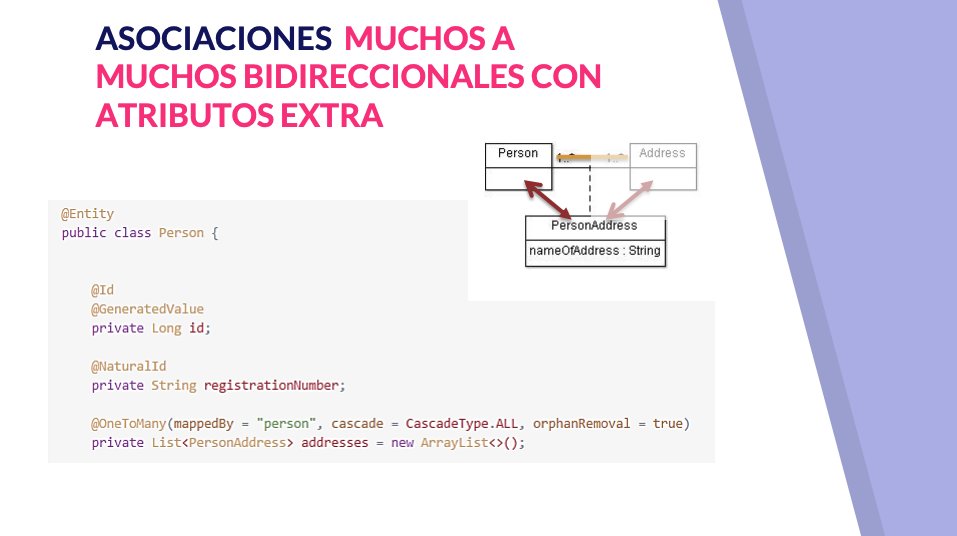 ASOCIACIONES MUCHOS A
MUCHOS BIDIRECCIONALES CON
ATRIBUTOS EXTRA
Person
Address
PersonAddress
nameOfAddress : String
@Entity
public class Person {
@Id
@GeneratedValue
private Long id;
@NaturalId
private String registrationNumber;
@OneToMany(mappedBy = "person", cascade = CascadeType.ALL, orphanRemoval = true)
private List<PersonAddress> addresses = new ArrayList<>();